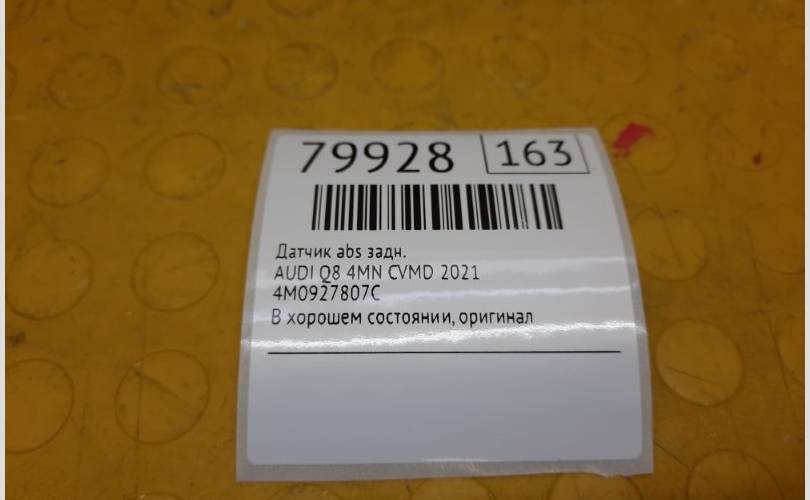 79928 163
Датчик abs задн.
AUDI Q8 4MN CVMD 2021
4M0927807C
В хорошем состоянии, оригинал